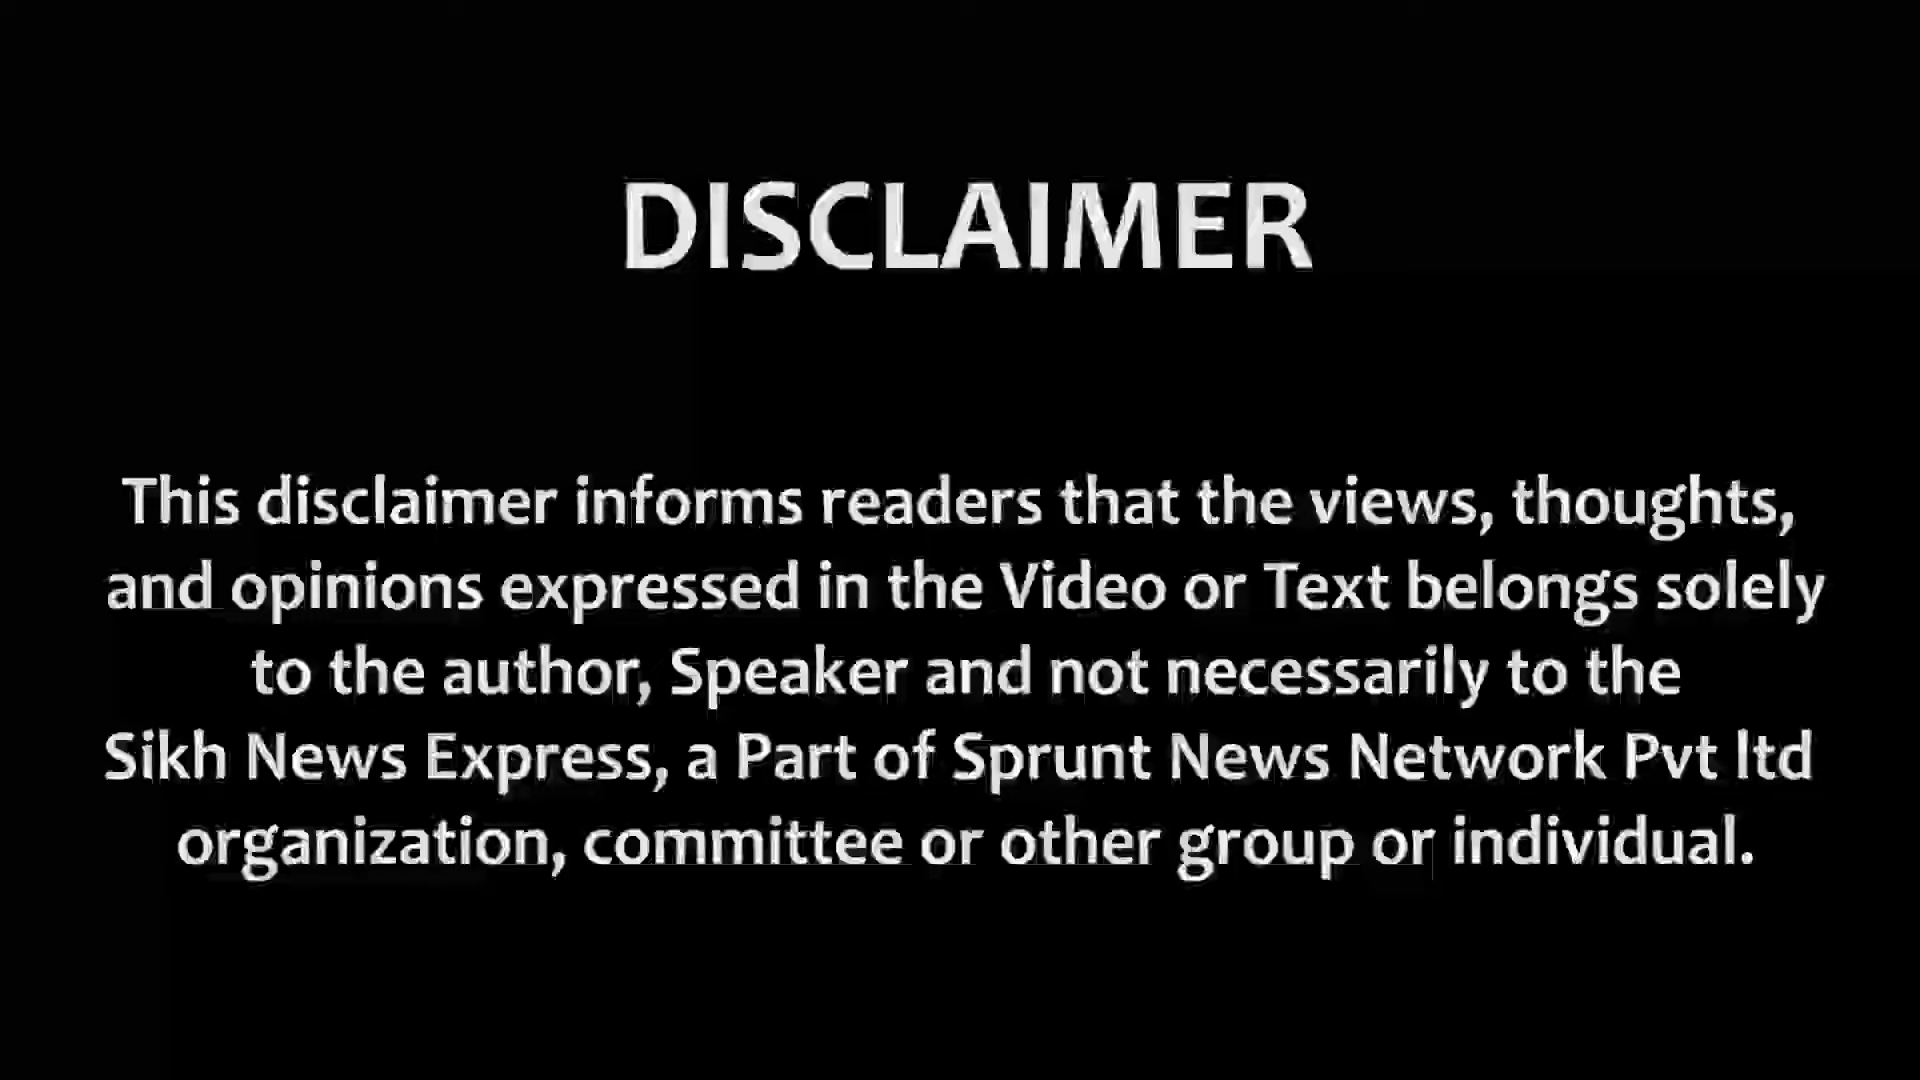 DISCLAIMER
This disclaimer informs readers that the views, thoughts,
and opinions expressed in the Video or Text belongs solely
to the author, Speaker and not necessarily to the
Sikh News Express, a Part of Sprunt News Network Pvt ltd
organization, committee or other group or individual.